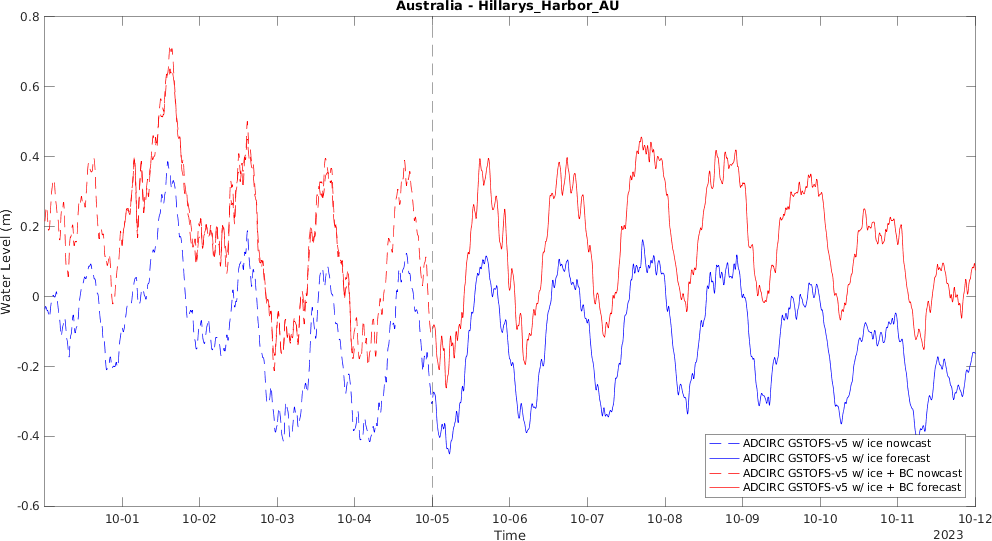 Australia - Hillarys_Harbor_AU
Water Level (m)
0.8
0.6
0.4
0.2
0
-0.2
-0.4
-0.6
ADCIRC GSTOFS-v5 w/ ice nowcast
ADCIRC GSTOFS-v5 w/ ice forecast
ADCIRC GSTOFS-v5 w/ ice + BC nowcast
ADCIRC GSTOFS-v5 w/ ice + BC forecast
10-01 10-02 10-03 10-04 10-05 10-06 10-07 10-08 10-09 10-10 10-11 10-12
Time
2023